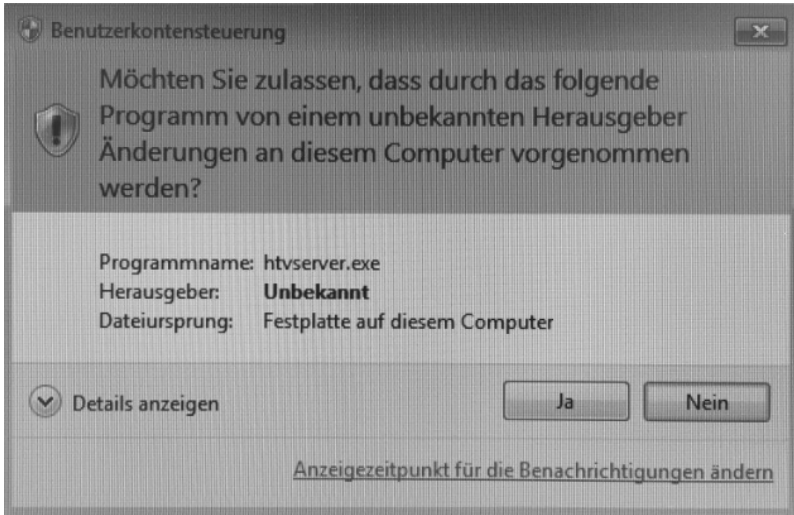 Benutzerkontensteuerung
Möchten Sie zulassen, dass durch das folgende
Programm von einem unbekannten Herausgeber
Änderungen an diesem Computer vorgenommen
werden?
Programmname: htvserver.exe
Herausgeber: Unbekannt
Dateiursprung: Festplatte auf diesem Computer
Details anzeigen
Ja
Nein
Anzeigezeitpunkt für die Benachrichtigungen ändern